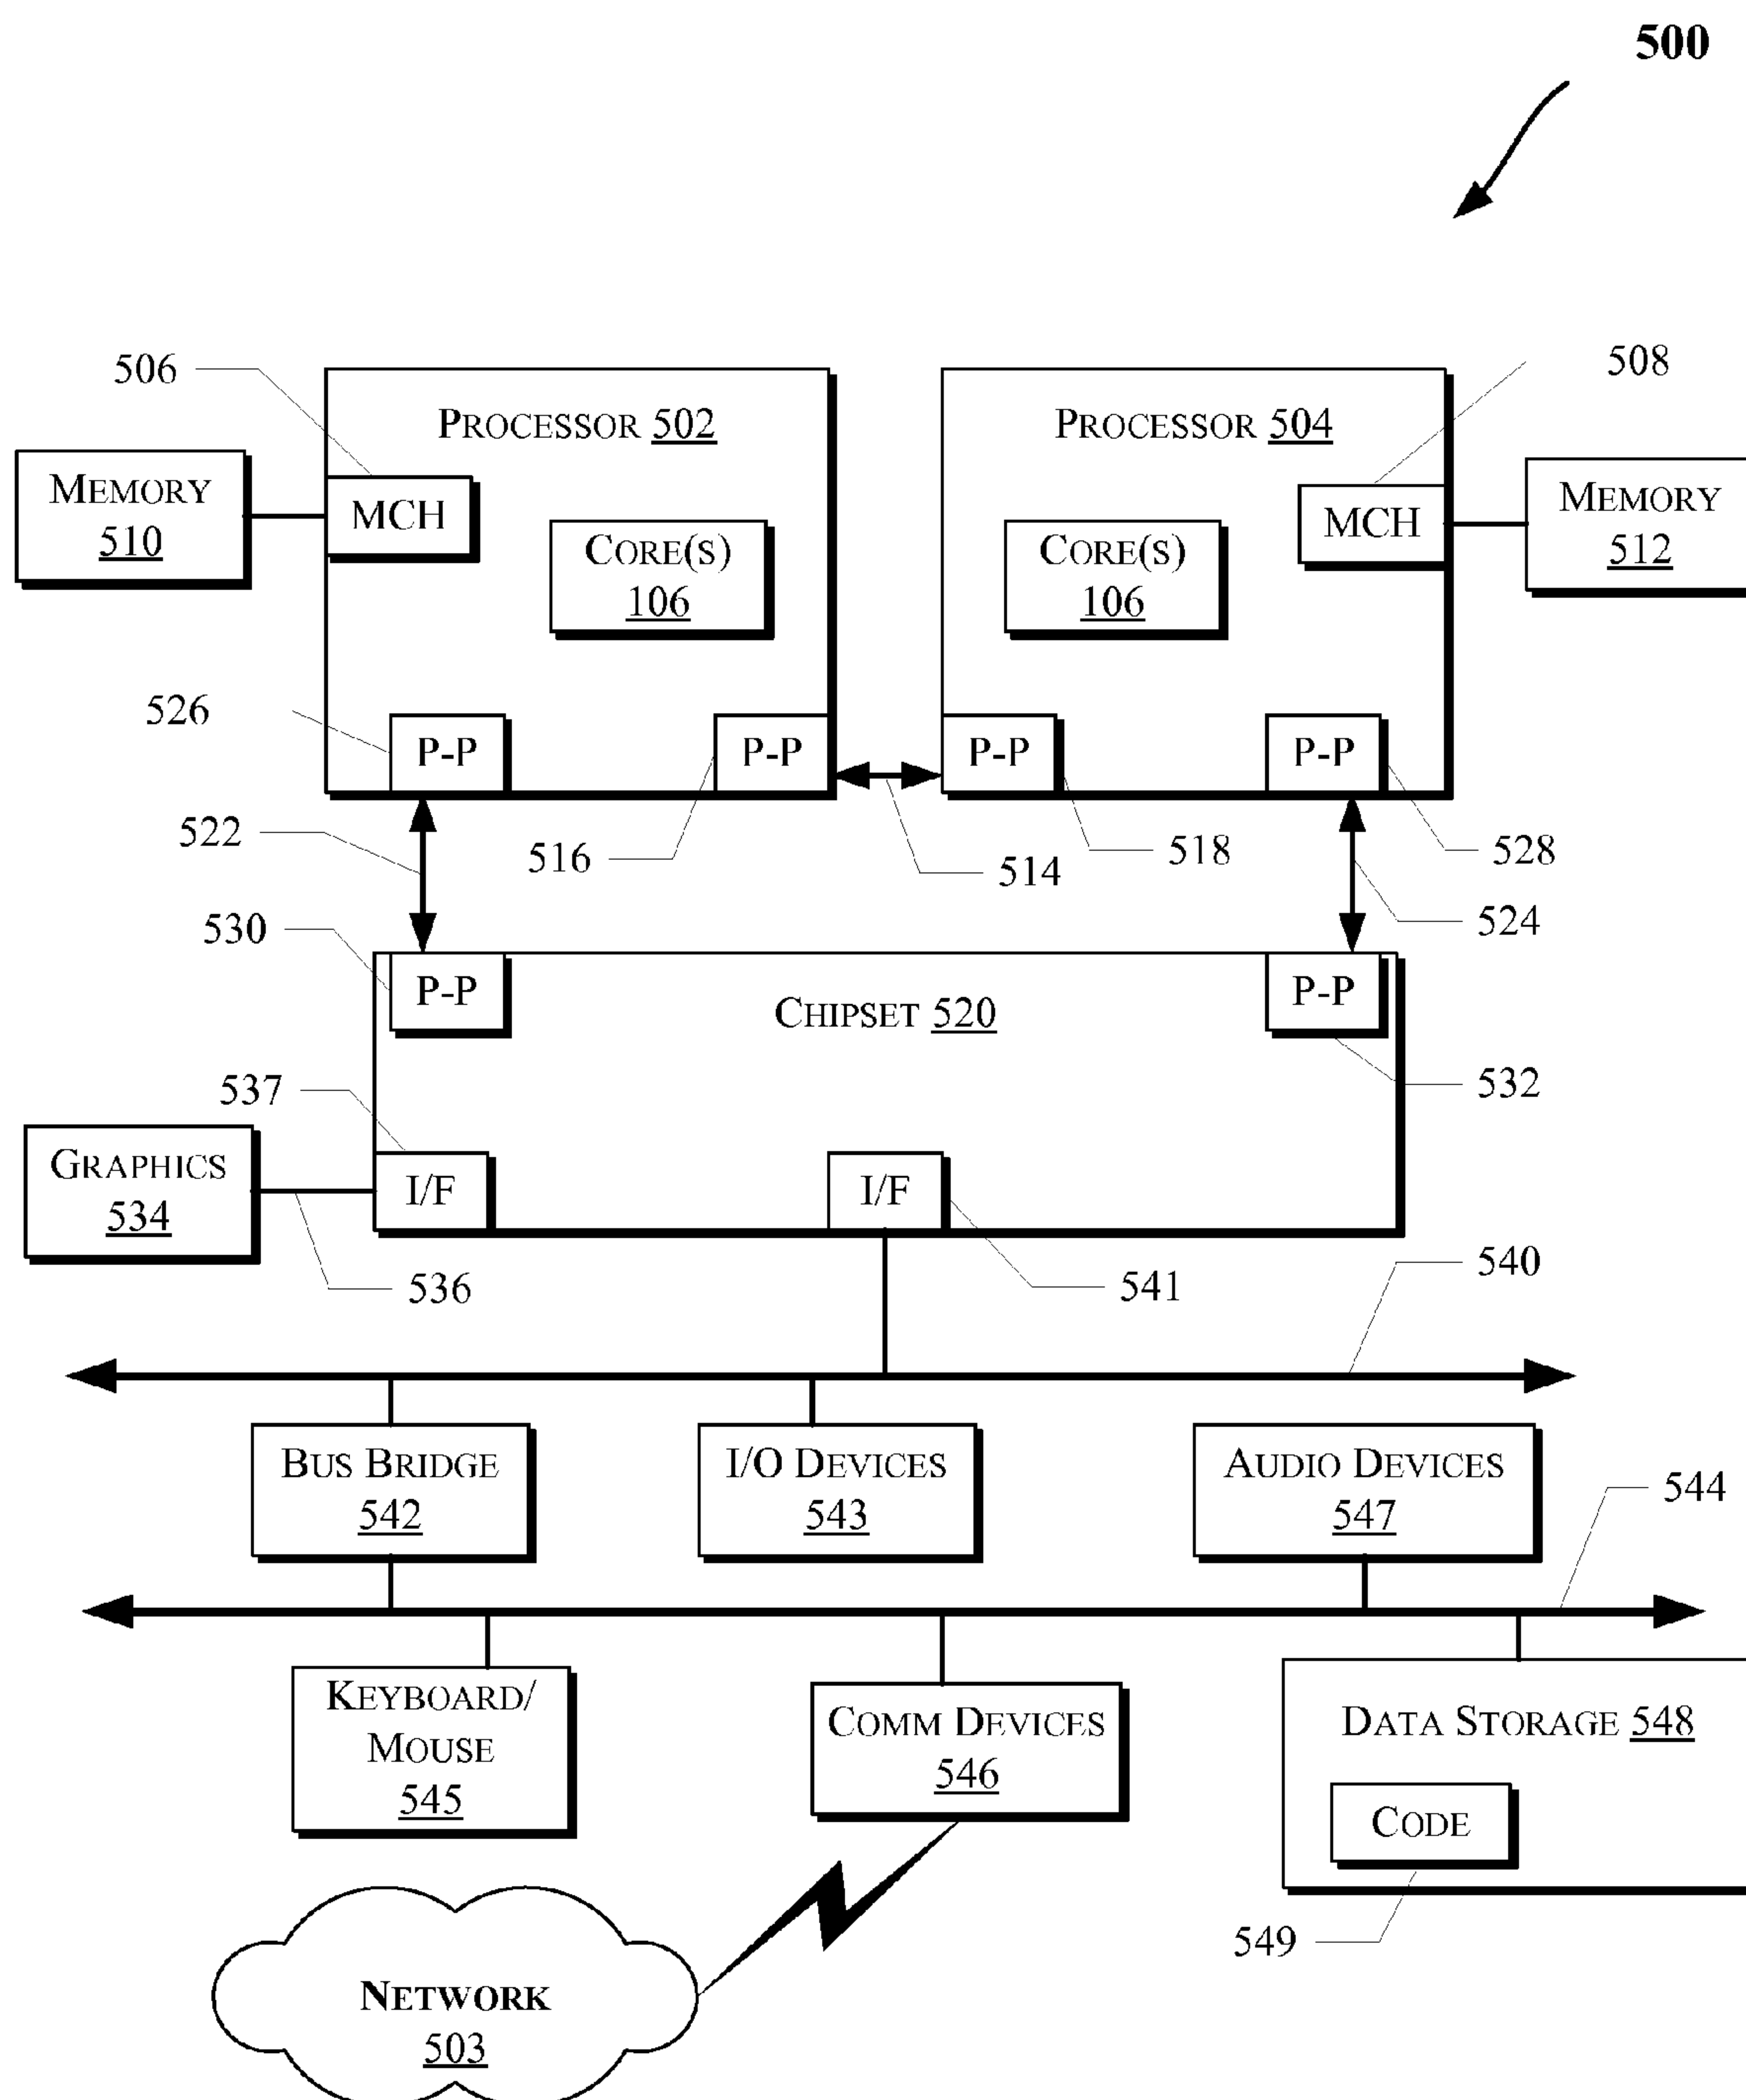 500
506
508
PROCESSOR 502
PROCESSOR 504
MEMORY
510
MCH
CORE(S)
106
CORE(S)
106
MCH
MEMORY
512
526
P-P
P-P
P-P
P-P
522
516
514
518
528
524
530
P-P
CHIPSET 520
P-P
532
537
GRAPHICS
534
I/F
I/F
536
541
540
BUS BRIDGE
542
I/O DEVICES
543
AUDIO DEVICES
547
544
KEYBOARD/
MOUSE
545
COMM DEVICES
546
DATA STORAGE 548
CODE
549
NETWORK
503